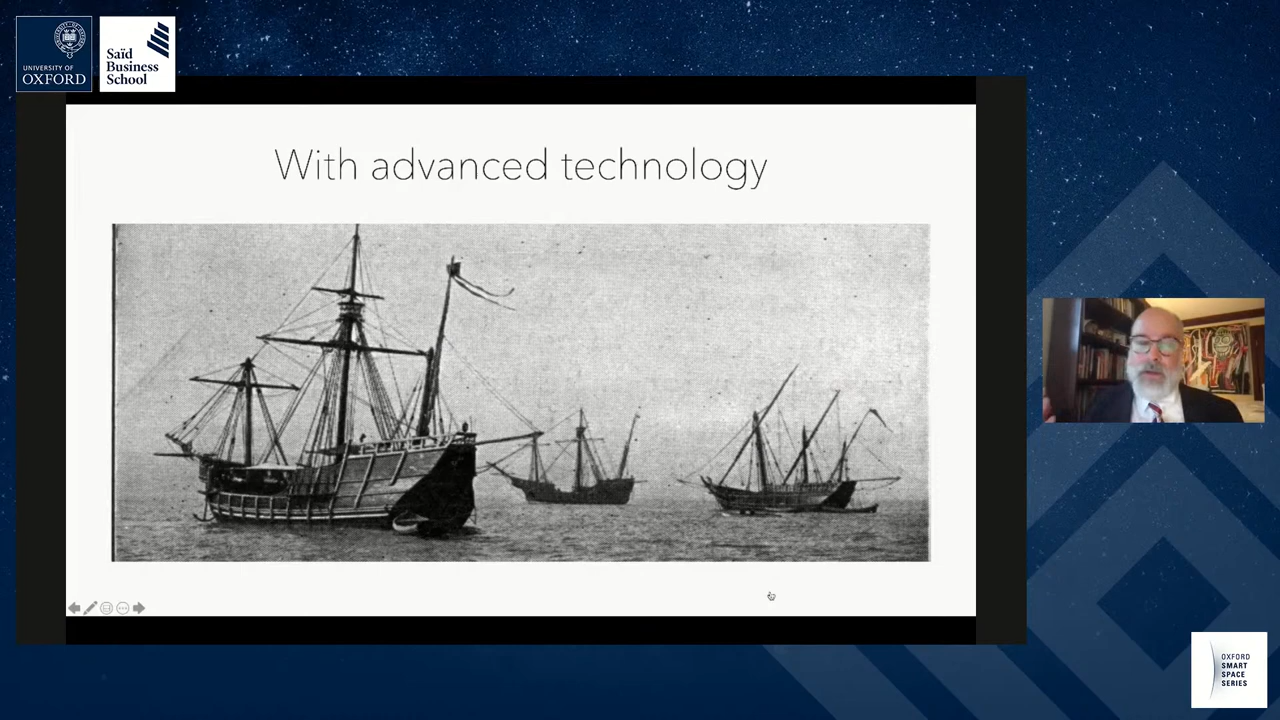 UNIVERSITY OF
OXFORD
Saïd
Business
School
With advanced technology
OXFORD
SMART
SPACE
SERIES